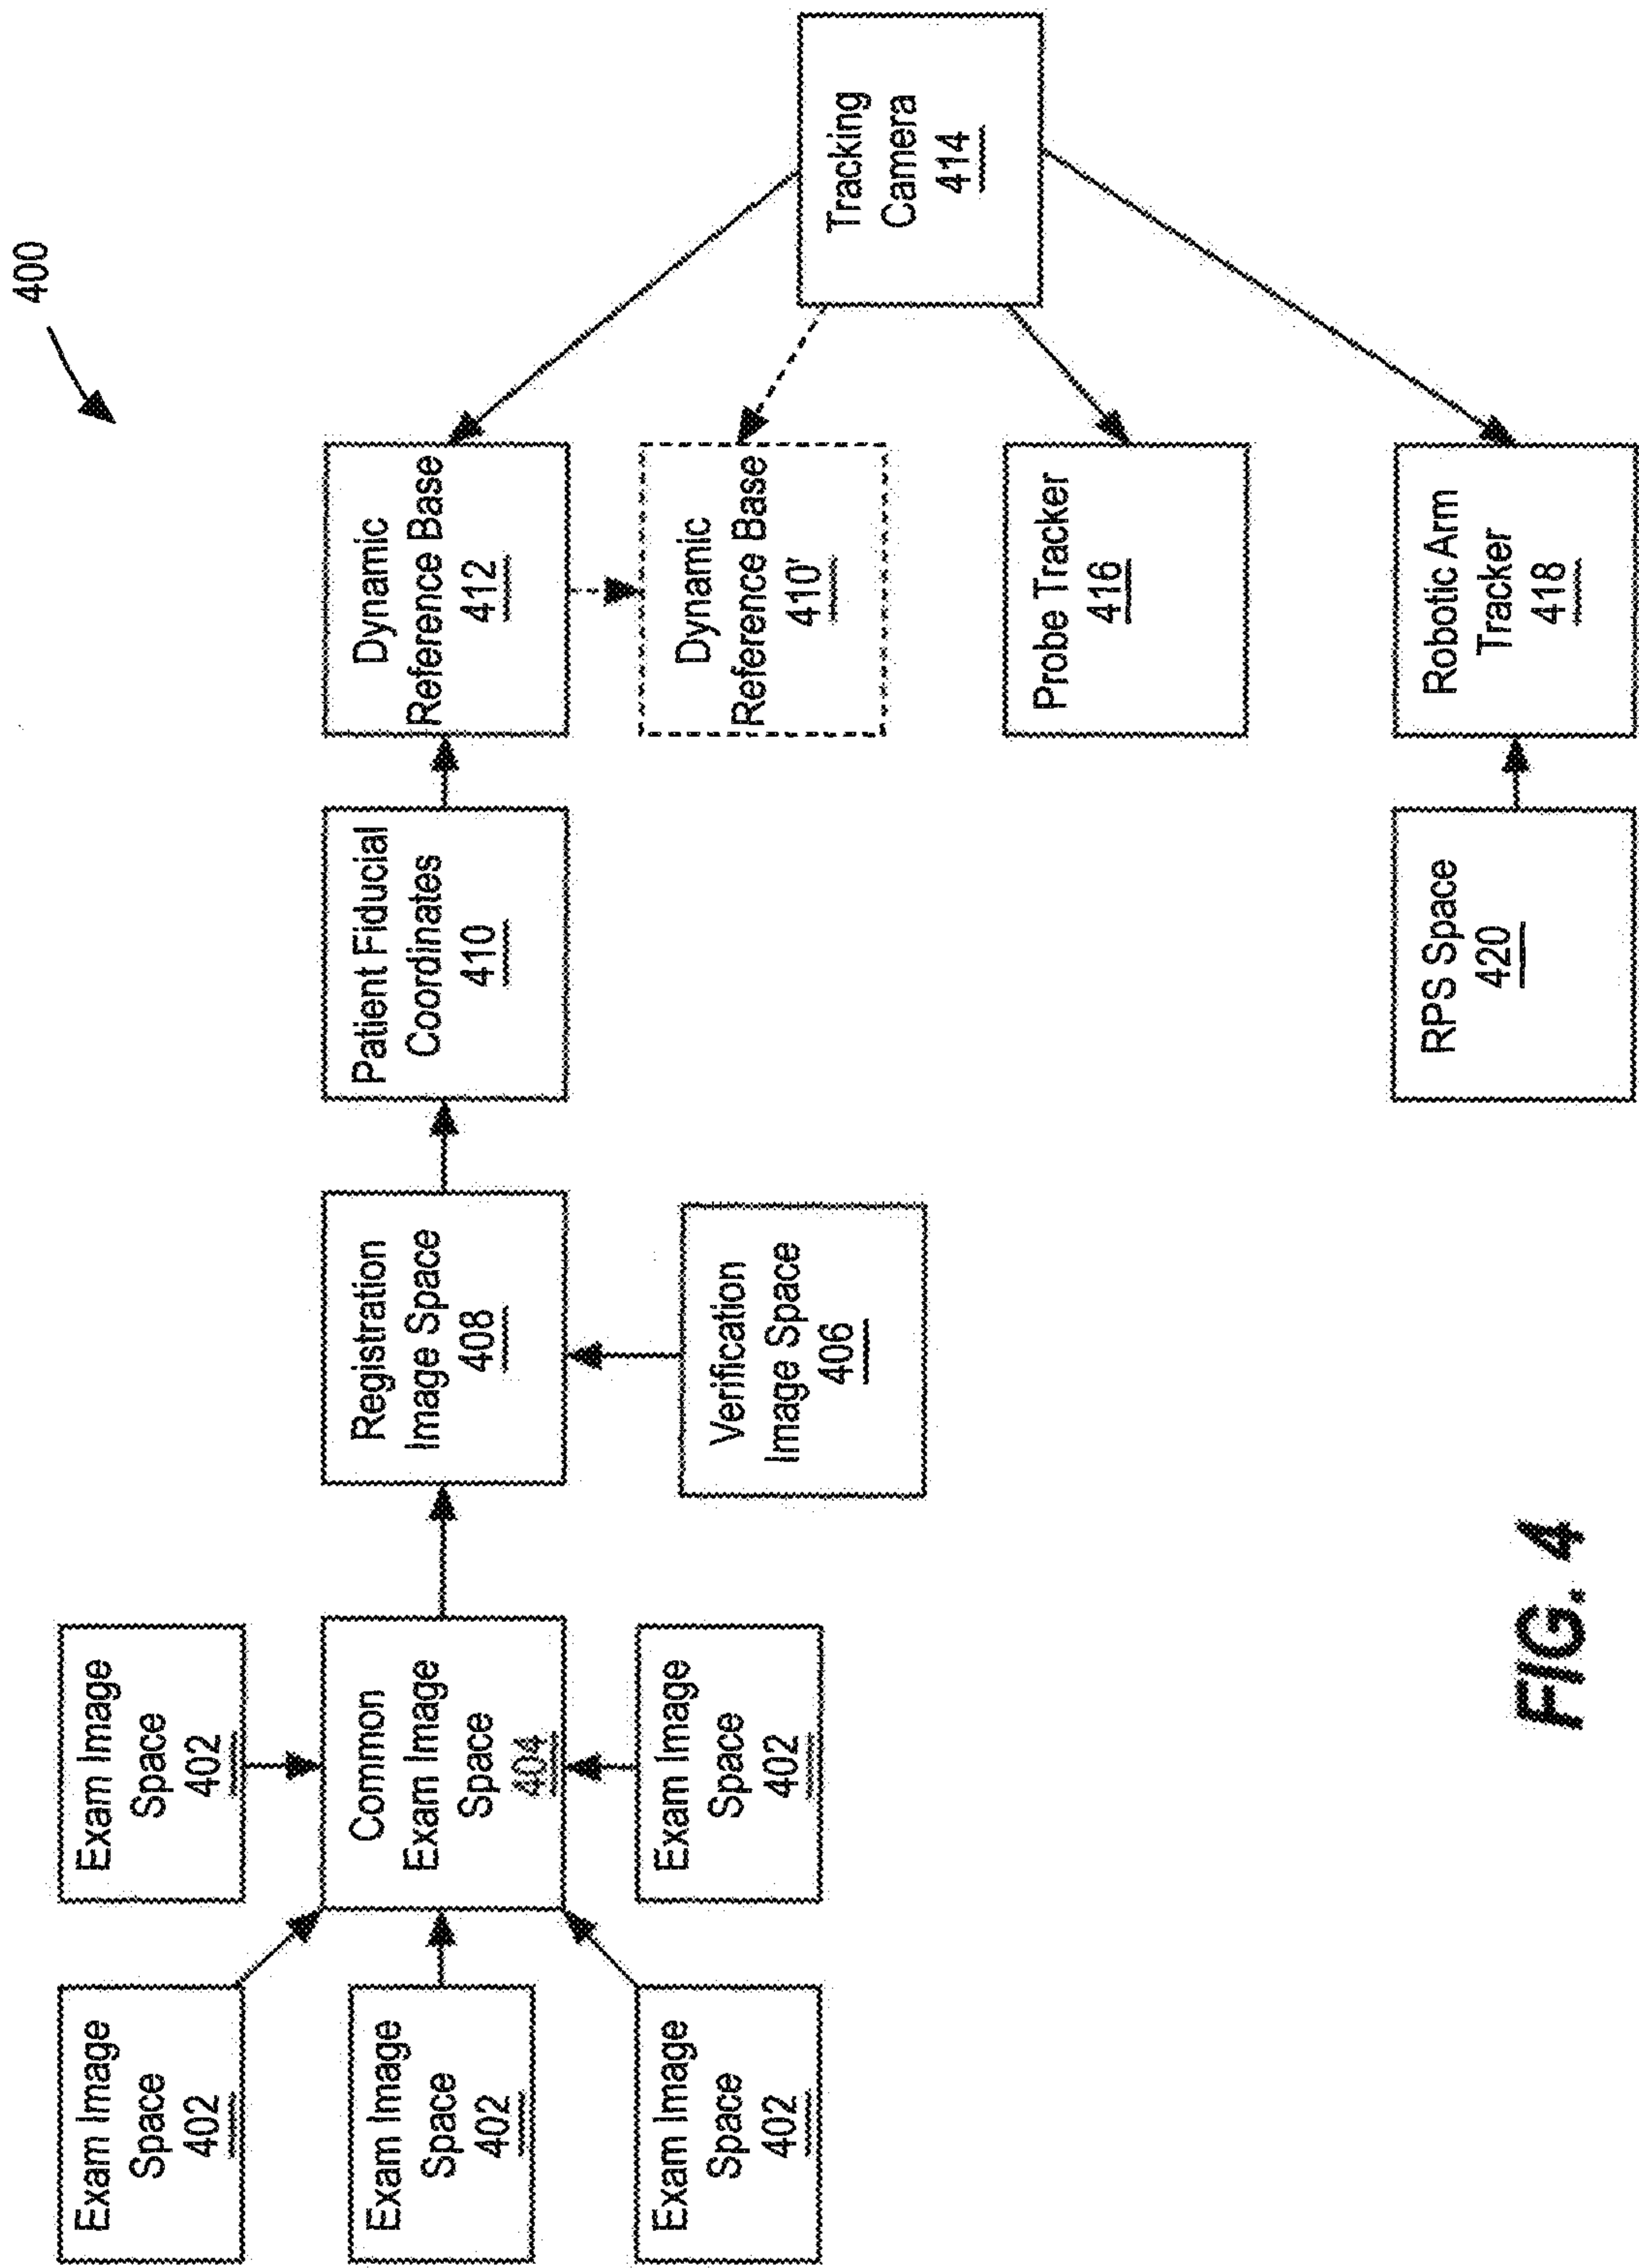 400
Exam Image
Space
402
Exam Image
Space
402
Exam Image
Space
402
Common
Exam Image
Space 404
Exam Image
Space
402
Exam Image
Space
402
Registration
Image Space
408
Verification
Image Space
406
Patient Fiducial
Coordinates
410
Dynamic
Reference Base
412
Dynamic
Reference Base
410'
Probe Tracker
416
Robotic Arm
Tracker
418
RPS Space
420
Tracking
Camera
414
FIG. 4